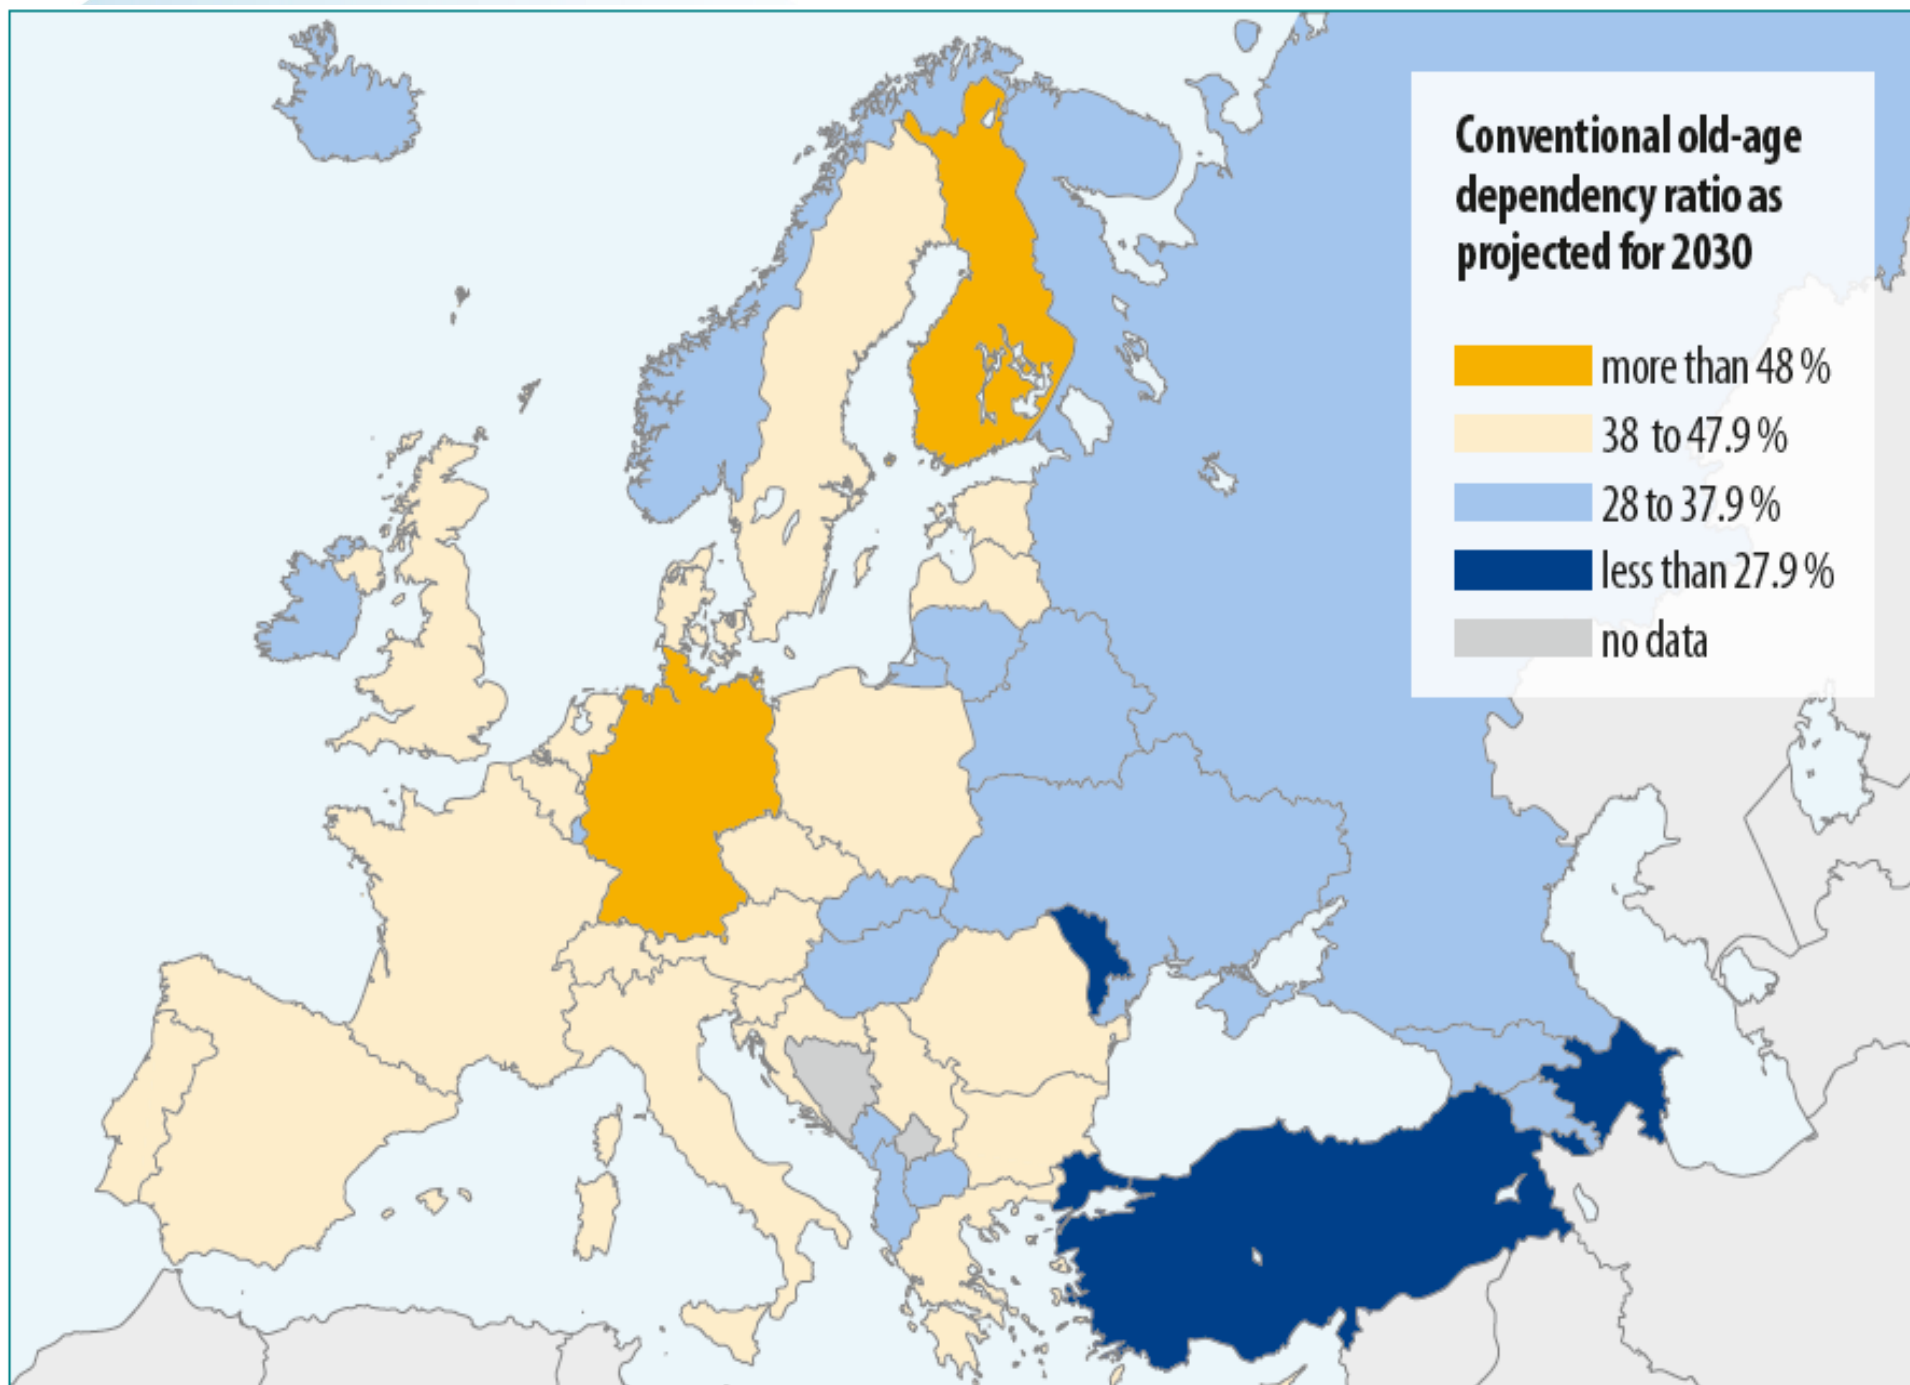 Conventional old-age
dependency ratio as
projected for 2030
more than 48 %
38 to 47.9 %
28 to 37.9 %
less than 27.9 %
no data